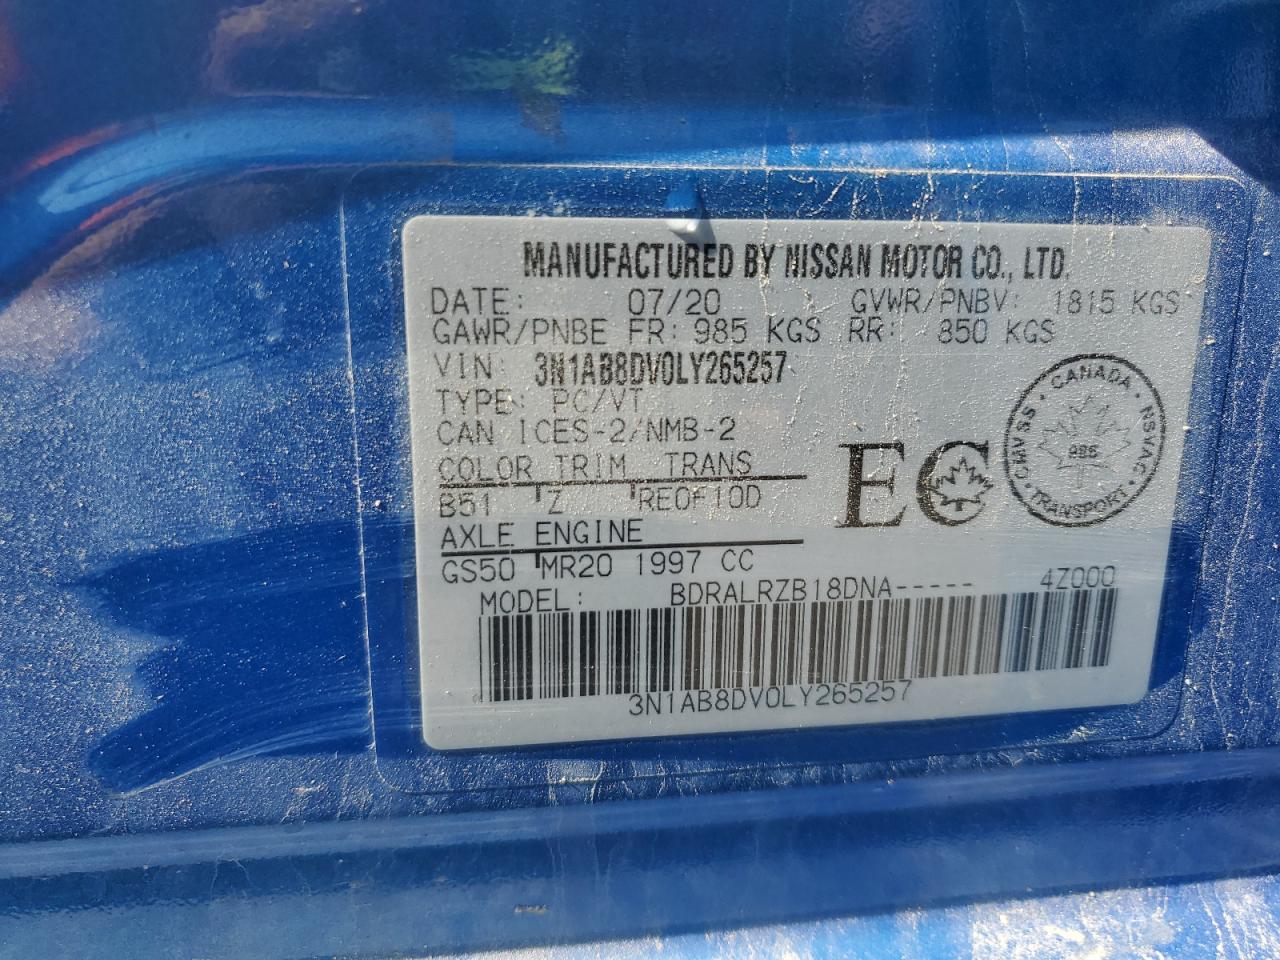 MANUFACTURED BY NISSAN MOTOR CO., LTD.
DATE: 07/20 GVWR/PNBV: 1815 KGS
GAWR/PNBE FR: 985 KGS RR: 850 KGS
VIN: 3N1AB8DV0LY265257
TYPE: PC/VT
CAN ICES-2/NMB-2
COLOR TRIM TRANS
B51 Z RE0F10D
AXLE ENGINE
GS50 MR20 1997 CC
EC
CANADA
CMVSS NSVAC
996
TRANSPORT
MODEL: BDRALRZB18DNA----- 4Z000
3N1AB8DV0LY265257